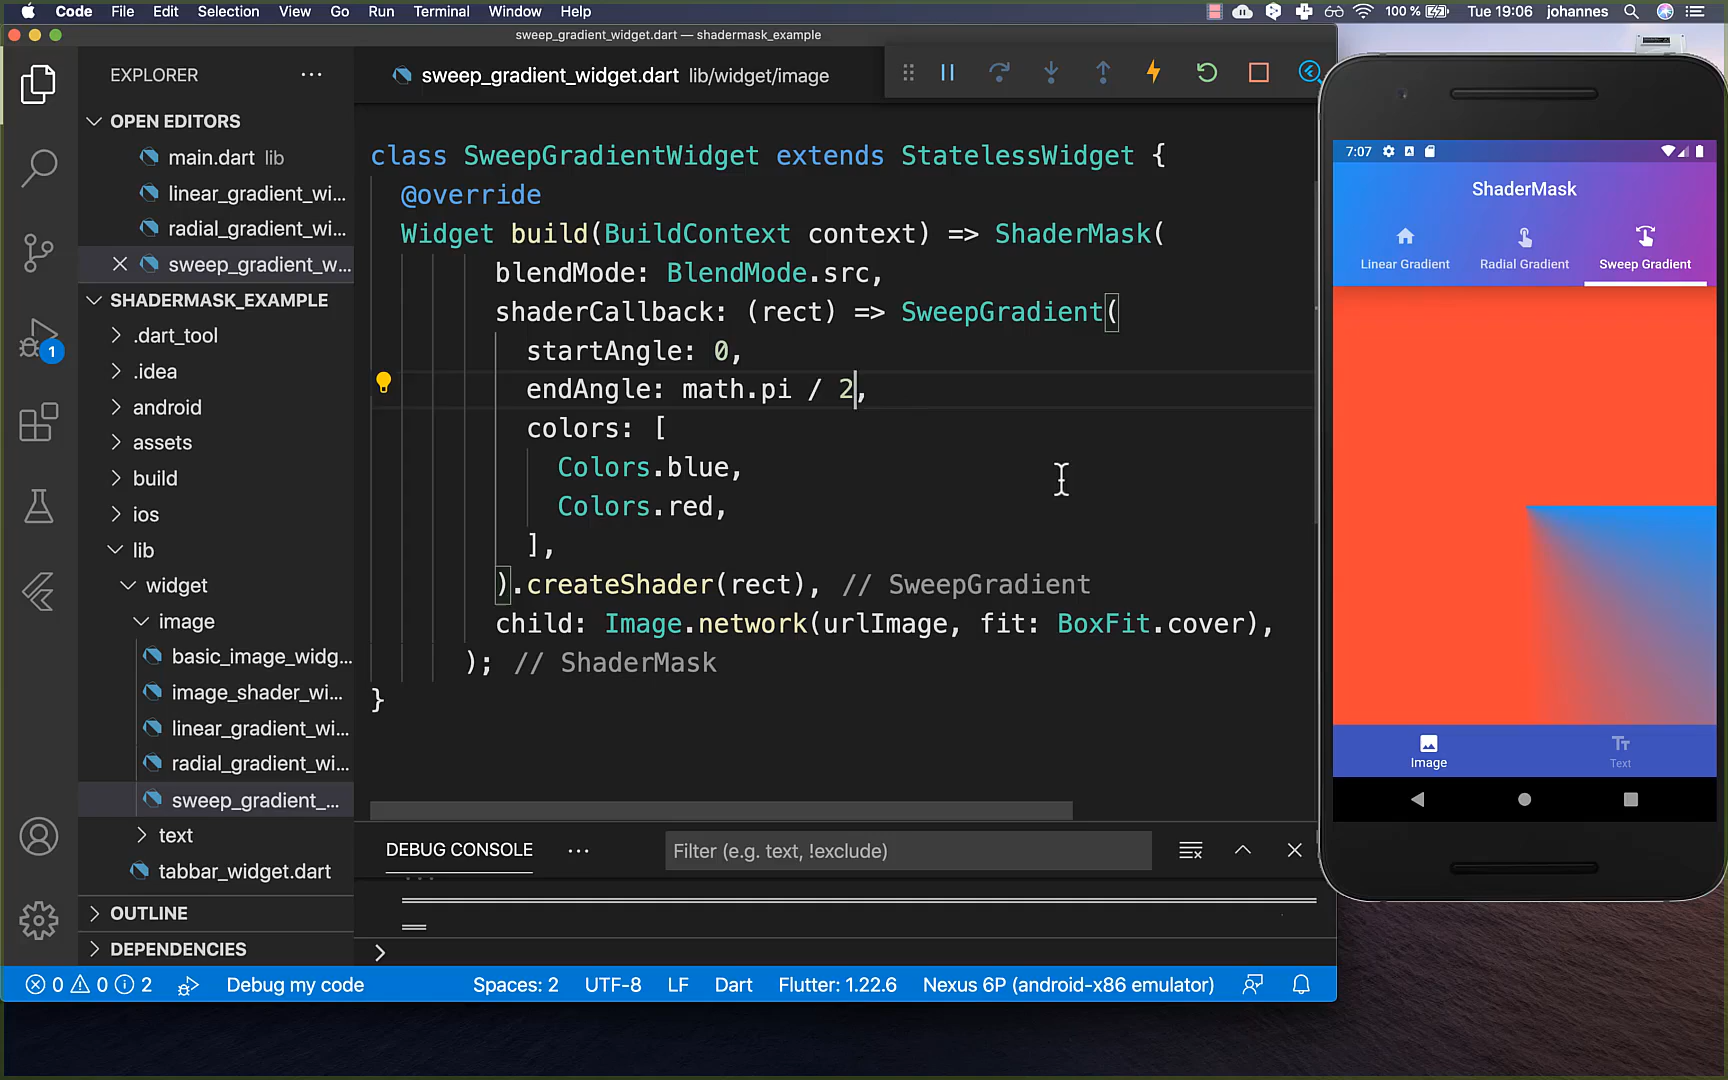 Code File Edit Selection View Go Run Terminal Window Help 100 % Tue 19:06 johannes
sweep_gradient_widget.dart — shadermask_example
EXPLORER
OPEN EDITORS
main.dart lib
linear_gradient_wi...
radial_gradient_wi...
sweep_gradient_w...
SHADERMASK_EXAMPLE
.dart_tool
.idea
android
assets
build
ios
lib
widget
image
basic_image_widg...
image_shader_wi...
linear_gradient_wi...
radial_gradient_wi...
sweep_gradient_...
text
tabbar_widget.dart
OUTLINE
DEPENDENCIES
1
sweep_gradient_widget.dart lib/widget/image
class SweepGradientWidget extends StatelessWidget {
@override
Widget build(BuildContext context) => ShaderMask(
blendMode: BlendMode.src,
shaderCallback: (rect) => SweepGradient(
startAngle: 0,
endAngle: math.pi / 2,
colors: [
Colors.blue,
Colors.red,
],
).createShader(rect), // SweepGradient
child: Image.network(urlImage, fit: BoxFit.cover),
); // ShaderMask
}
DEBUG CONSOLE
Filter (e.g. text, !exclude)
0 0 2 Debug my code Spaces: 2 UTF-8 LF Dart Flutter: 1.22.6 Nexus 6P (android-x86 emulator)
7:07
ShaderMask
Linear Gradient Radial Gradient Sweep Gradient
Image Text